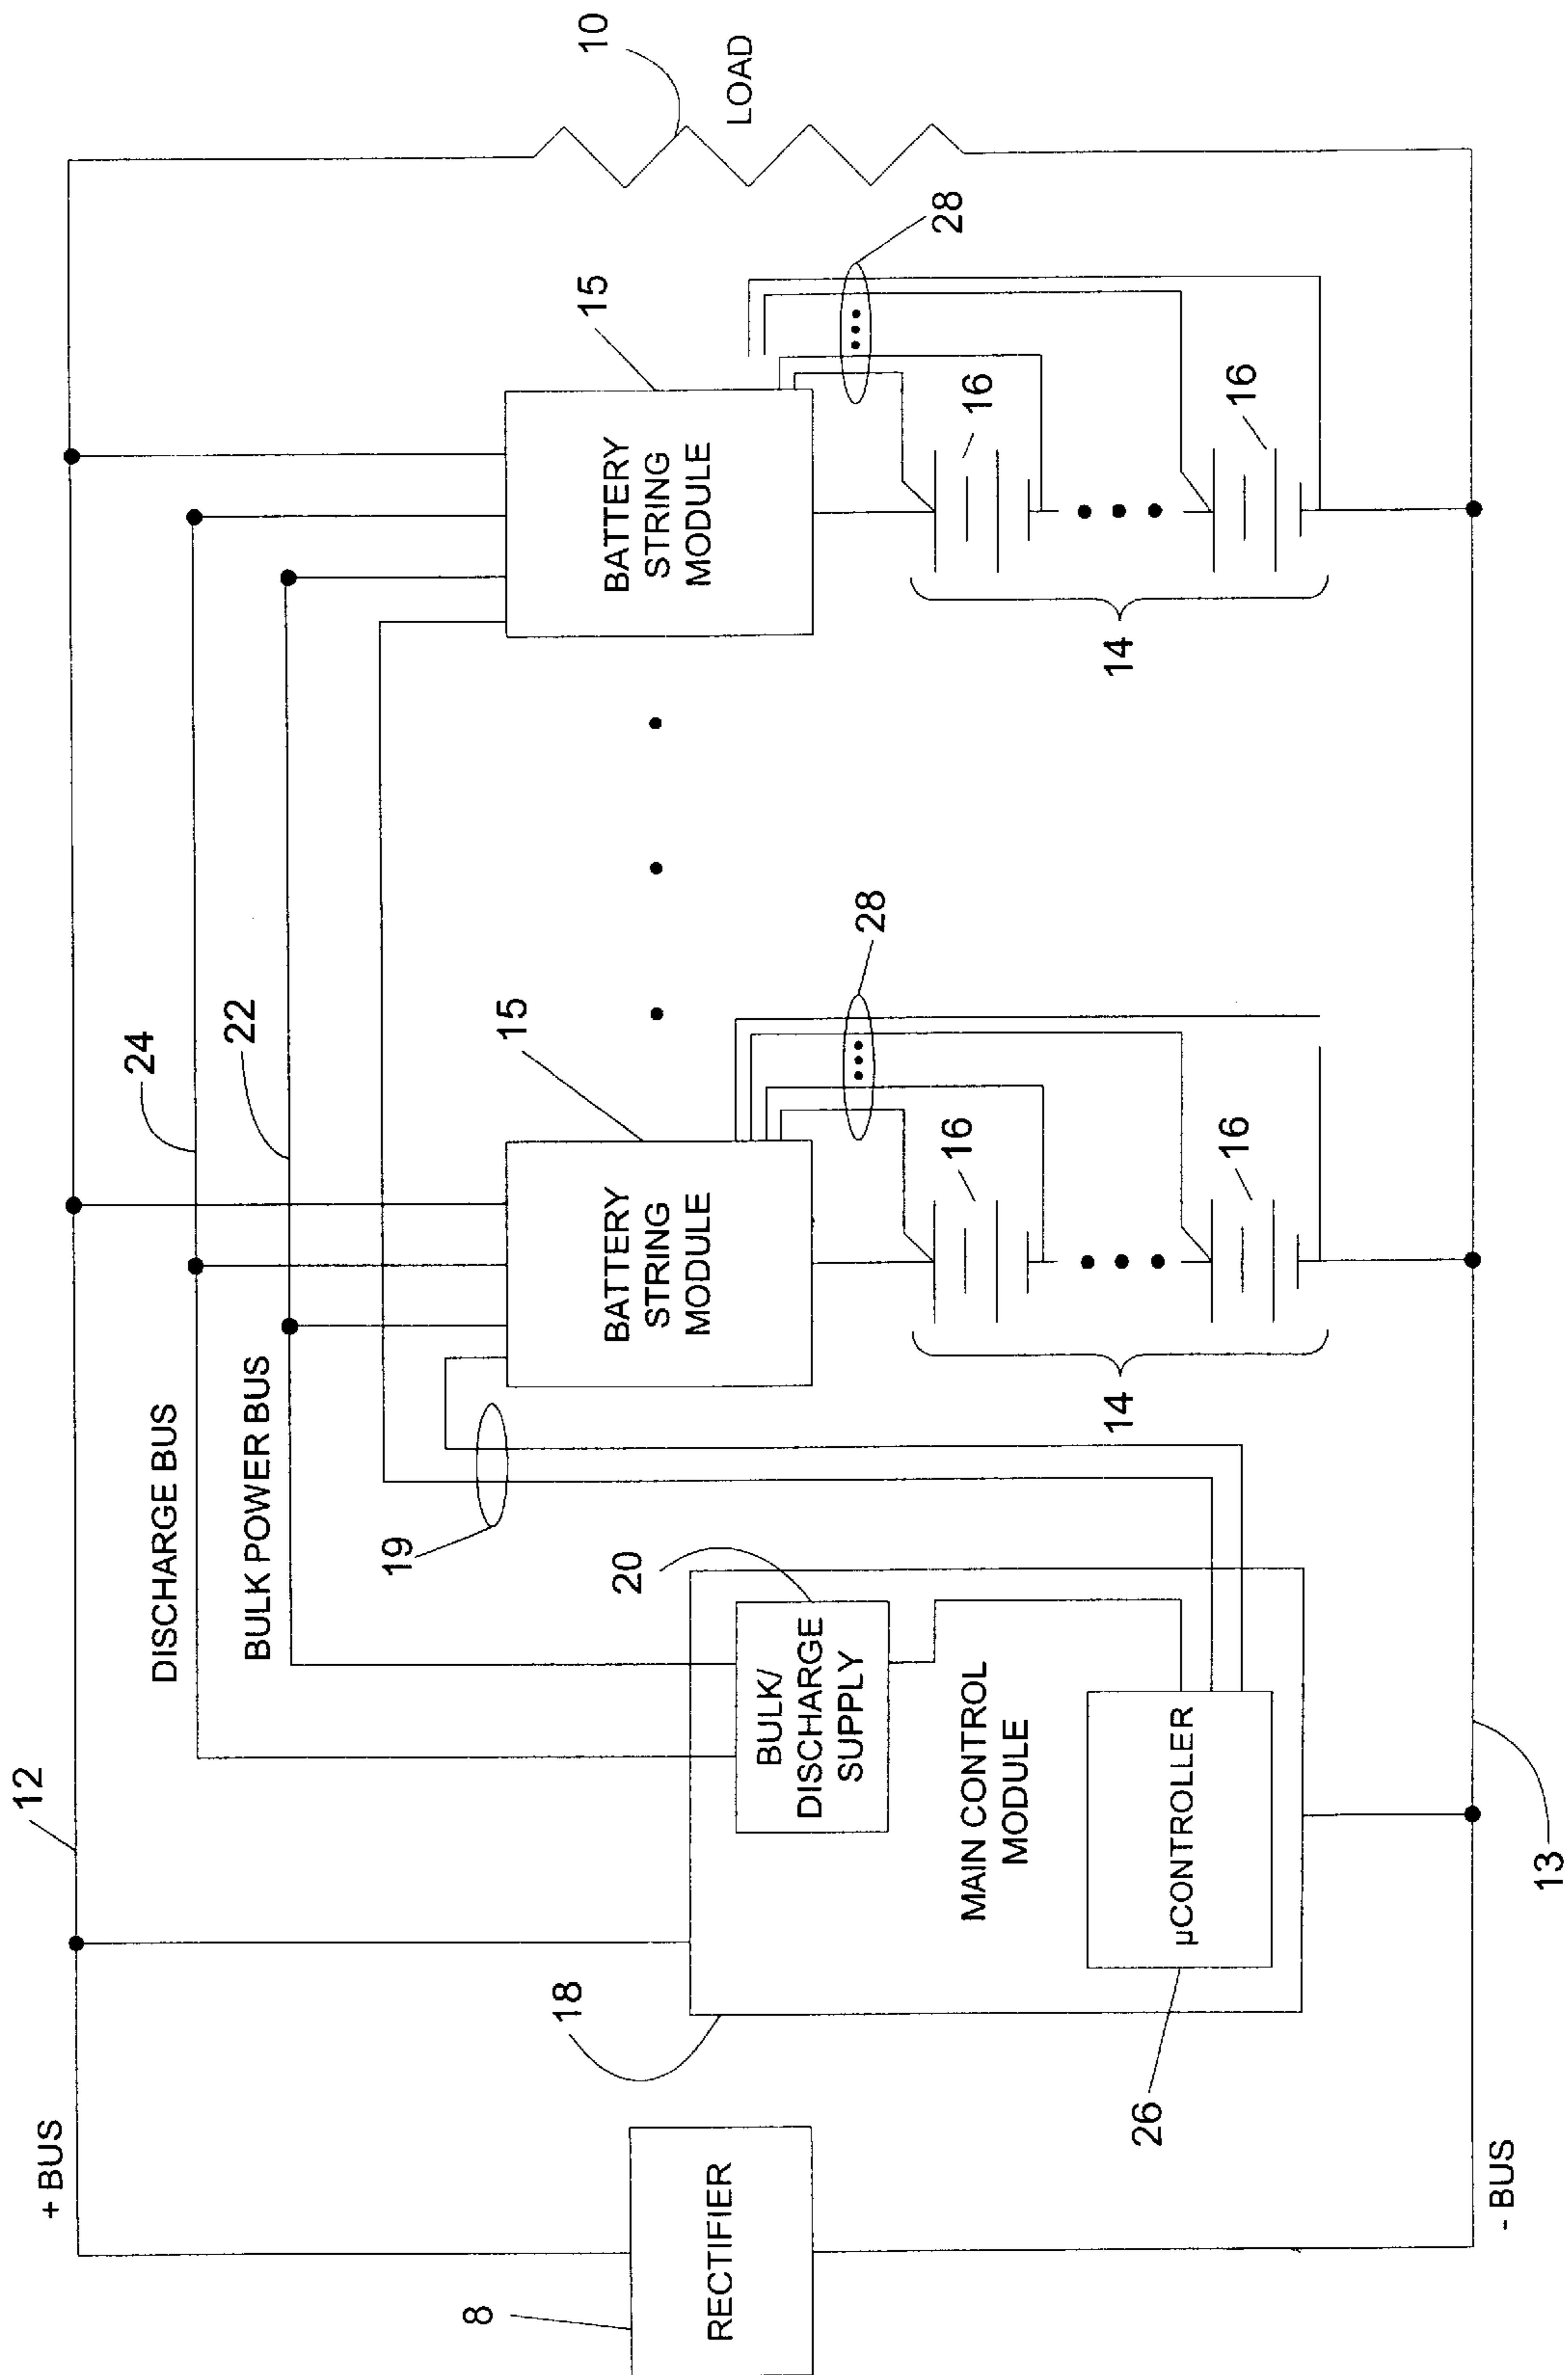 + BUS
12
DISCHARGE BUS
24
BULK POWER BUS
22
10
LOAD
19
15
BATTERY
STRING
MODULE
15
BATTERY
STRING
MODULE
28
28
8
RECTIFIER
18
20
BULK/
DISCHARGE
SUPPLY
MAIN CONTROL
MODULE
26
µCONTROLLER
16
16
14
16
16
14
- BUS
13